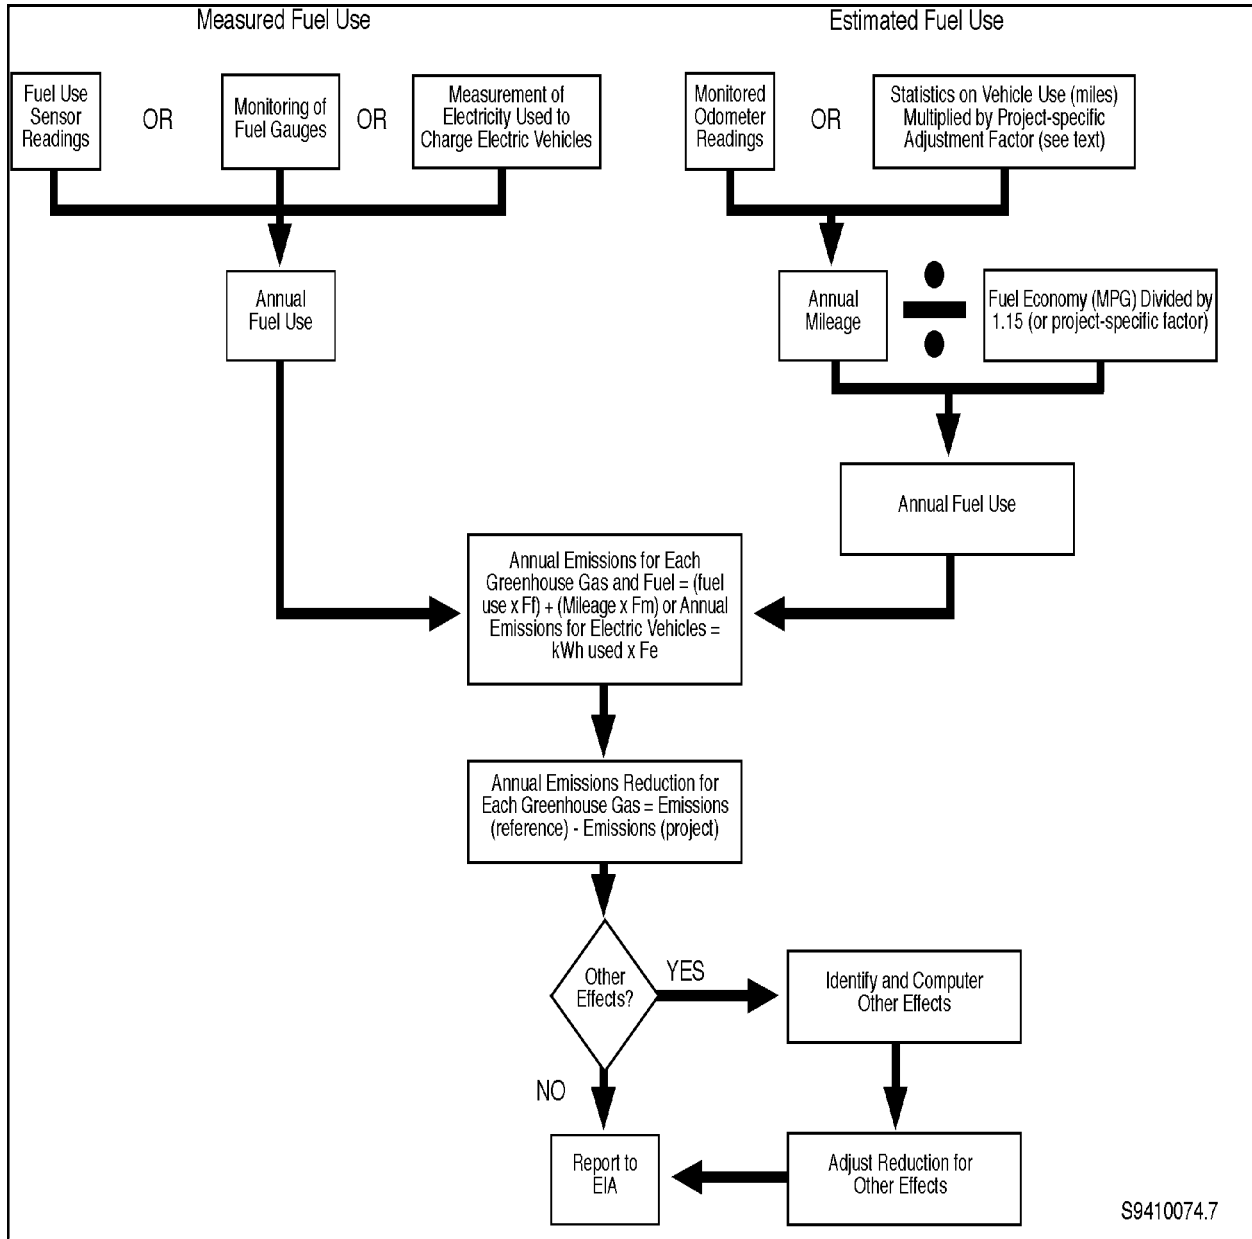 Measured Fuel Use
Estimated Fuel Use
Fuel Use
Sensor
Readings
OR
Monitoring of
Fuel Gauges
OR
Measurement of
Electricity Used to
Charge Electric Vehicles
Monitored
Odometer
Readings
OR
Statistics on Vehicle Use (miles)
Multiplied by Project-specific
Adjustment Factor (see text)
Annual
Fuel Use
Annual
Mileage
Fuel Economy (MPG) Divided by
1.15 (or project-specific factor)
Annual Fuel Use
Annual Emissions for Each
Greenhouse Gas and Fuel = (fuel
use x Ff) + (Mileage x Fm) or Annual
Emissions for Electric Vehicles =
kWh used x Fe
Annual Emissions Reduction for
Each Greenhouse Gas = Emissions
(reference) - Emissions (project)
Other
Effects?
YES
Identify and Computer
Other Effects
NO
Report to
EIA
Adjust Reduction for
Other Effects
S9410074.7